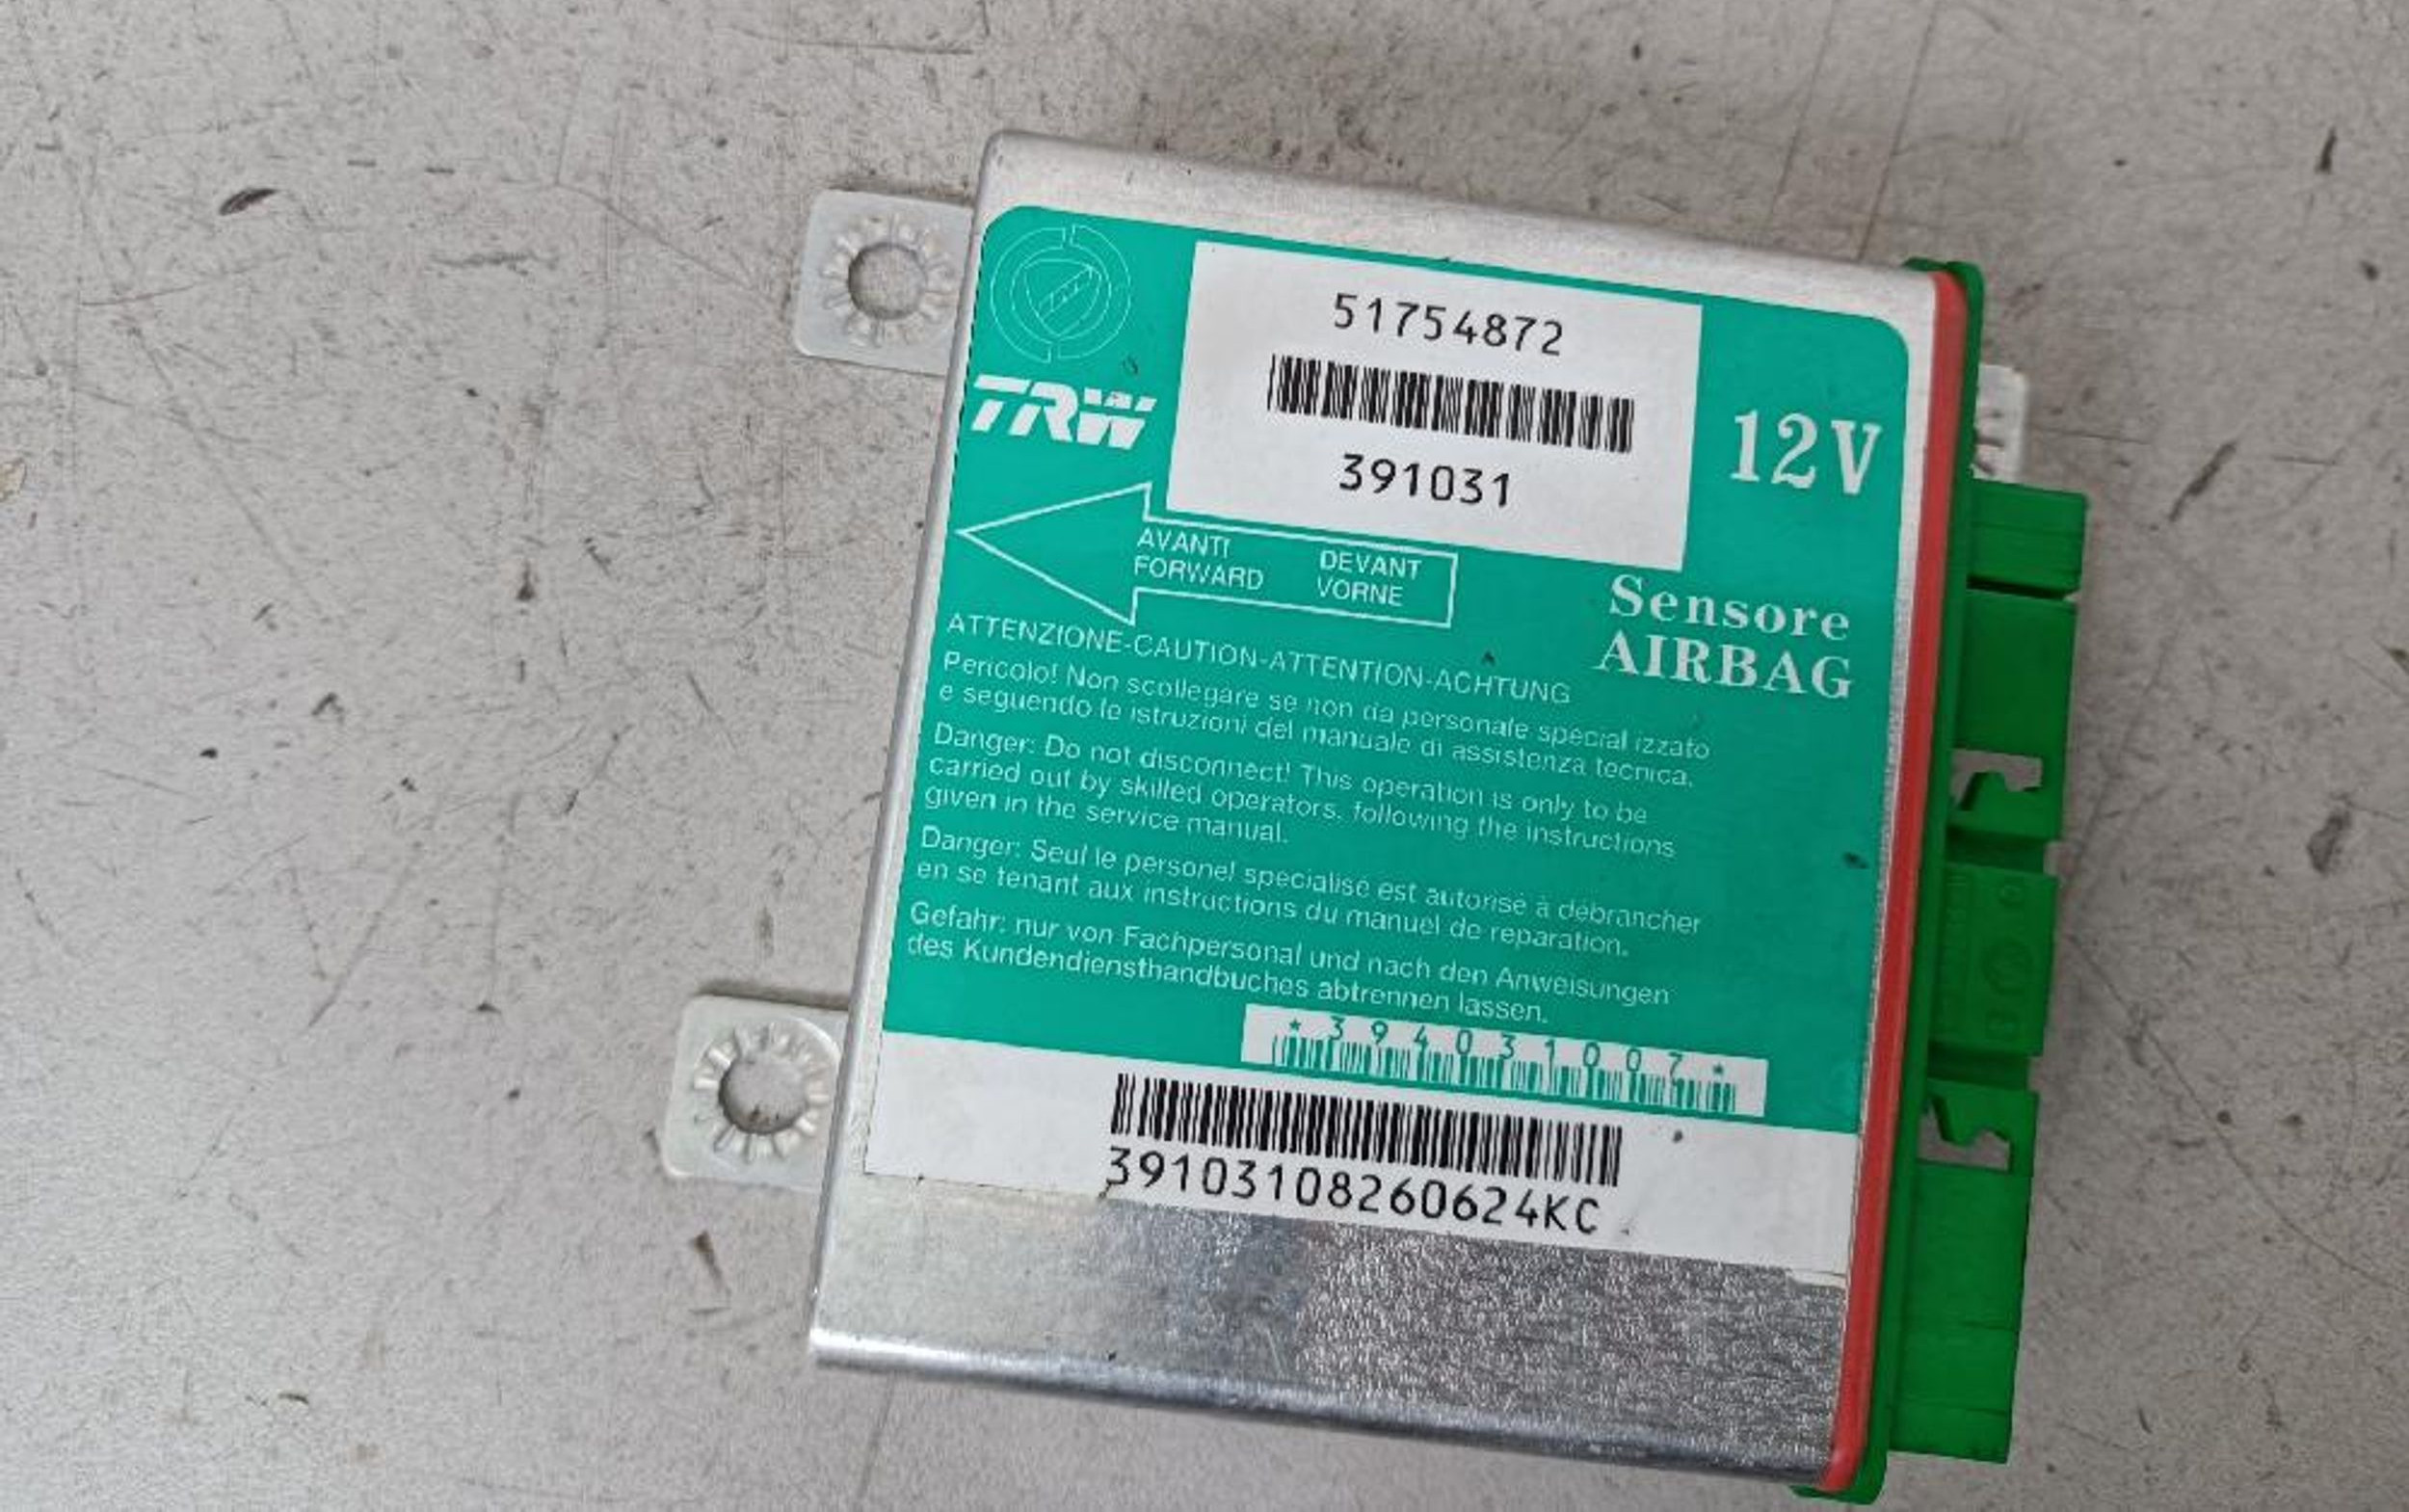 51754872
TRW
12V
391031
AVANTI DEVANT
FORWARD VORNE
Sensore
AIRBAG
ATTENZIONE-CAUTION-ATTENTION-ACHTUNG
Pericolo! Non scollegare se non da personale special izzato
e seguendo le istruzioni del manuale di assistenza tecnica.
Danger: Do not disconnect! This operation is only to be
carried out by skilled operators, following the instructions
given in the service manual.
Danger: Seul le personel specialisé est autorisé à débrancher
en se tenant aux instructions du manuel de reparation.
Gefahr: nur von Fachpersonal und nach den Anweisungen
des Kundendiensthandbuches abtrennen lassen.
*394031007*
39103108260624KC